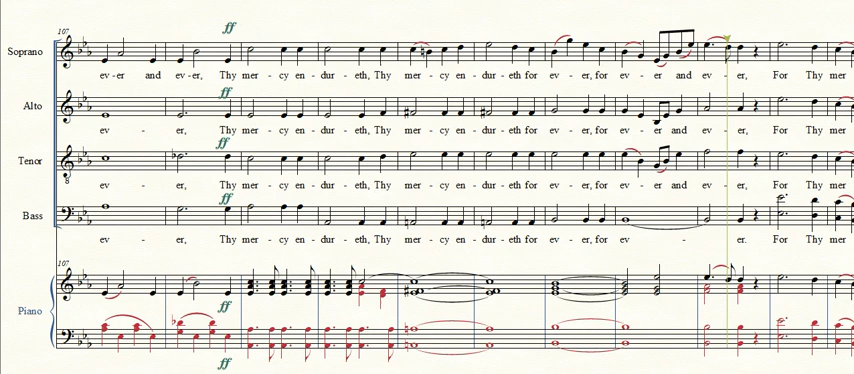 107
ff
Soprano
ev - er and ev - er, Thy mer - cy en - dur - eth, Thy mer - cy en - dur - eth for ev - er, for ev - er and ev - er, For Thy mer
ff
Alto
ev - er, Thy mer - cy en - dur - eth, Thy mer - cy en - dur - eth for ev - er, for ev - er and ev - er, For Thy mer
ff
Tenor
8
ev - er, Thy mer - cy en - dur - eth, Thy mer - cy en - dur - eth for ev - er, for ev - er and ev - er, For Thy mer
ff
Bass
ev - er, Thy mer - cy en - dur - eth, Thy mer - cy en - dur - eth for ev - er, for ev - er. For Thy mer
107
Piano
ff
ff